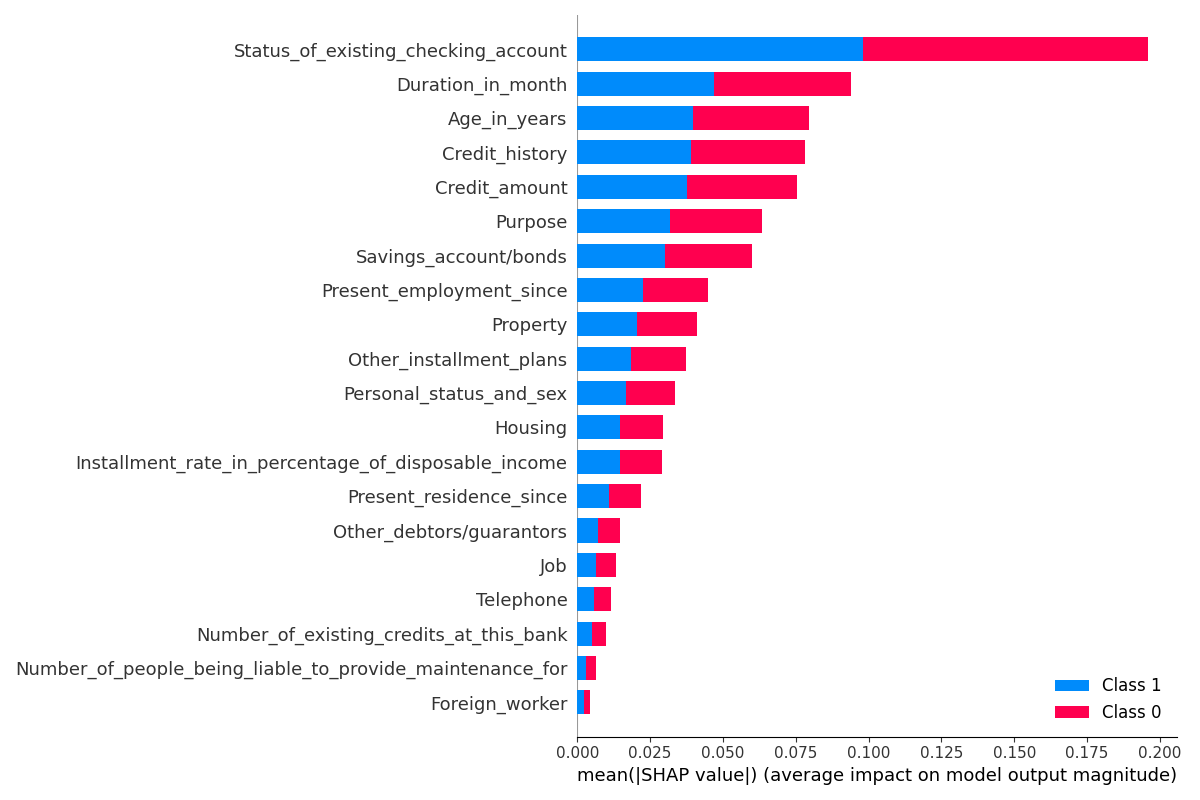 Status_of_existing_checking_account
Duration_in_month
Age_in_years
Credit_history
Credit_amount
Purpose
Savings_account/bonds
Present_employment_since
Property
Other_installment_plans
Personal_status_and_sex
Housing
Installment_rate_in_percentage_of_disposable_income
Present_residence_since
Other_debtors/guarantors
Job
Telephone
Number_of_existing_credits_at_this_bank
Number_of_people_being_liable_to_provide_maintenance_for
Foreign_worker
Class 1
Class 0
0.000 0.025 0.050 0.075 0.100 0.125 0.150 0.175 0.200
mean(|SHAP value|) (average impact on model output magnitude)